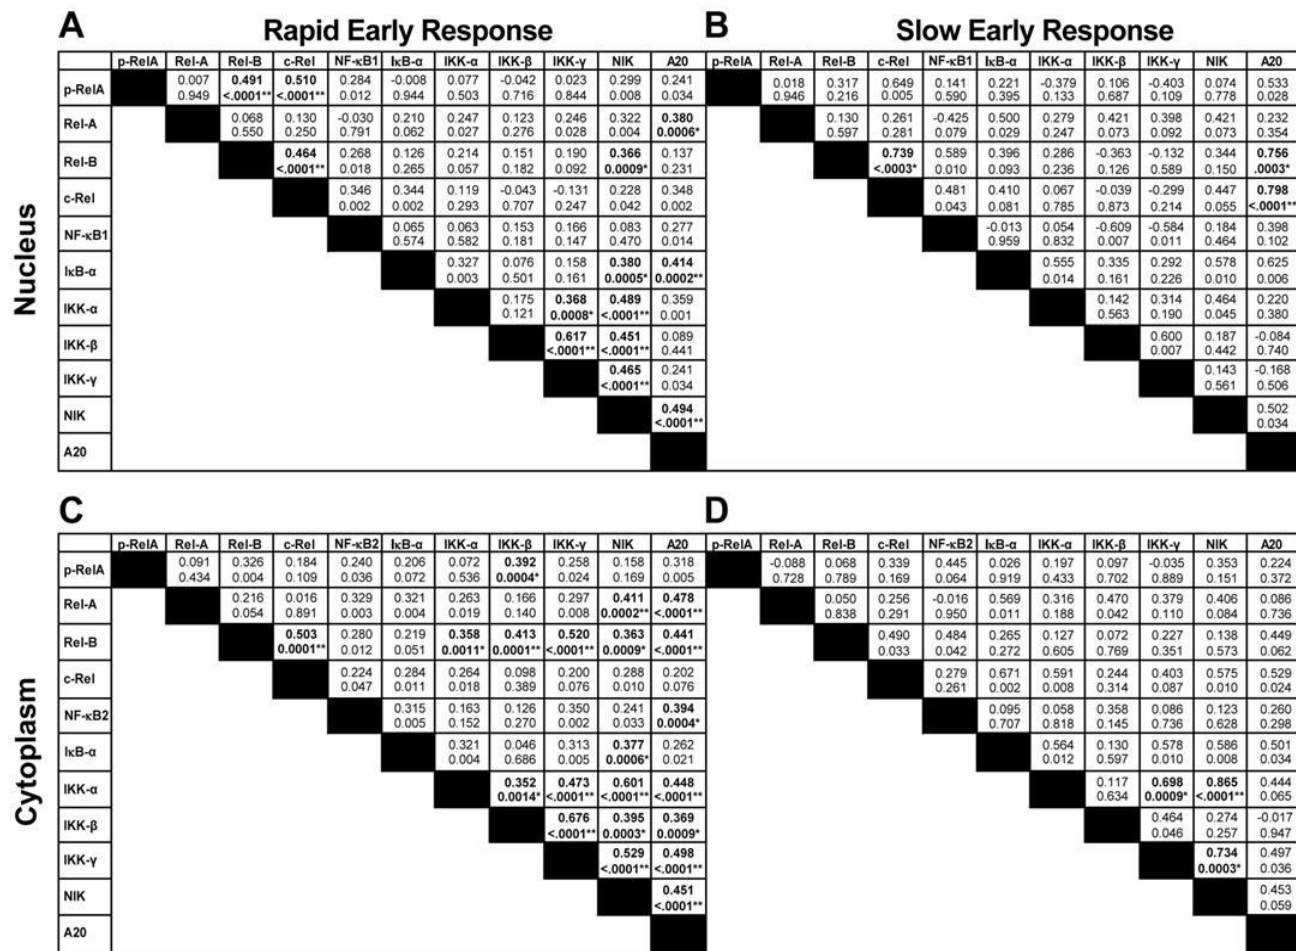 A
Rapid Early Response
B
Slow Early Response
p-RelA Rel-A Rel-B c-Rel NF-κB1 IκB-α IKK-α IKK-β IKK-γ NIK A20 p-RelA Rel-A Rel-B c-Rel NF-κB1 IκB-α IKK-α IKK-β IKK-γ NIK A20
p-RelA
0.007 0.491 0.510 0.284 -0.008 0.077 -0.042 0.023 0.299 0.241 0.018 0.317 0.649 0.141 0.221 -0.379 0.106 -0.403 0.074 0.533
0.949 <.0001** <.0001** 0.012 0.944 0.503 0.716 0.844 0.008 0.034 0.946 0.216 0.005 0.590 0.395 0.133 0.687 0.109 0.778 0.028
Rel-A
0.068 0.130 -0.030 0.210 0.247 0.123 0.246 0.322 0.380 0.130 0.261 -0.425 0.500 0.279 0.421 0.398 0.421 0.232
0.550 0.250 0.791 0.062 0.027 0.276 0.028 0.004 0.0006* 0.597 0.281 0.079 0.029 0.247 0.073 0.092 0.073 0.354
Rel-B
0.464 0.268 0.126 0.214 0.151 0.190 0.366 0.137 0.739 0.589 0.396 0.286 -0.363 -0.132 0.344 0.756
<.0001** 0.018 0.265 0.057 0.182 0.092 0.0009* 0.231 <.0003* 0.010 0.093 0.236 0.126 0.589 0.150 .0003*
c-Rel
0.346 0.344 0.119 -0.043 -0.131 0.228 0.348 0.481 0.410 0.067 -0.039 -0.299 0.447 0.798
0.002 0.002 0.293 0.707 0.247 0.042 0.002 0.043 0.081 0.785 0.873 0.214 0.055 <.0001**
NF-κB1
0.065 0.063 0.153 0.166 0.083 0.277 -0.013 0.054 -0.609 -0.584 0.184 0.398
0.574 0.582 0.181 0.147 0.470 0.014 0.959 0.832 0.007 0.011 0.464 0.102
IκB-α
0.327 0.076 0.158 0.380 0.414 0.555 0.335 0.292 0.578 0.625
0.003 0.501 0.161 0.0005* 0.0002** 0.014 0.161 0.226 0.010 0.006
IKK-α
0.175 0.368 0.489 0.359 0.142 0.314 0.464 0.220
0.121 0.0008* <.0001** 0.001 0.563 0.190 0.045 0.380
IKK-β
0.617 0.451 0.089 0.600 0.187 -0.084
<.0001** <.0001** 0.441 0.007 0.442 0.740
IKK-γ
0.465 0.241 0.143 -0.168
<.0001** 0.034 0.561 0.506
NIK
0.494 0.502
<.0001** 0.034
A20
Nucleus
C
D
p-RelA Rel-A Rel-B c-Rel NF-κB2 IκB-α IKK-α IKK-β IKK-γ NIK A20 p-RelA Rel-A Rel-B c-Rel NF-κB2 IκB-α IKK-α IKK-β IKK-γ NIK A20
p-RelA
0.091 0.326 0.184 0.240 0.206 0.072 0.392 0.258 0.158 0.318 -0.088 0.068 0.339 0.445 0.026 0.197 0.097 -0.035 0.353 0.224
0.434 0.004 0.109 0.036 0.072 0.536 0.0004* 0.024 0.169 0.005 0.728 0.789 0.169 0.064 0.919 0.433 0.702 0.889 0.151 0.372
Rel-A
0.216 0.016 0.329 0.321 0.263 0.166 0.297 0.411 0.478 0.050 0.256 -0.016 0.569 0.316 0.470 0.379 0.406 0.086
0.054 0.891 0.003 0.004 0.019 0.140 0.008 0.0002** <.0001** 0.838 0.291 0.950 0.011 0.188 0.042 0.110 0.084 0.736
Rel-B
0.503 0.280 0.219 0.358 0.413 0.520 0.363 0.441 0.490 0.484 0.265 0.127 0.072 0.227 0.138 0.449
0.0001** 0.012 0.051 0.0011* 0.0001** <.0001** 0.0009* <.0001** 0.033 0.042 0.272 0.605 0.769 0.351 0.573 0.062
c-Rel
0.224 0.284 0.264 0.098 0.200 0.288 0.202 0.279 0.671 0.591 0.244 0.403 0.575 0.529
0.047 0.011 0.018 0.389 0.076 0.010 0.076 0.261 0.002 0.008 0.314 0.087 0.010 0.024
NF-κB2
0.315 0.163 0.126 0.350 0.241 0.394 0.095 0.058 0.358 0.086 0.123 0.260
0.005 0.152 0.270 0.002 0.033 0.0004* 0.707 0.818 0.145 0.736 0.628 0.298
IκB-α
0.321 0.046 0.313 0.377 0.262 0.564 0.130 0.578 0.586 0.501
0.004 0.686 0.005 0.0006* 0.021 0.012 0.597 0.010 0.008 0.034
IKK-α
0.352 0.473 0.601 0.448 0.117 0.698 0.865 0.444
0.0014* <.0001** <.0001** <.0001** 0.634 0.0009* <.0001** 0.065
IKK-β
0.676 0.395 0.369 0.464 0.274 -0.017
<.0001** 0.0003* 0.0009* 0.046 0.257 0.947
IKK-γ
0.529 0.498 0.734 0.497
<.0001** <.0001** 0.0003* 0.036
NIK
0.451 0.453
<.0001** 0.059
A20
Cytoplasm